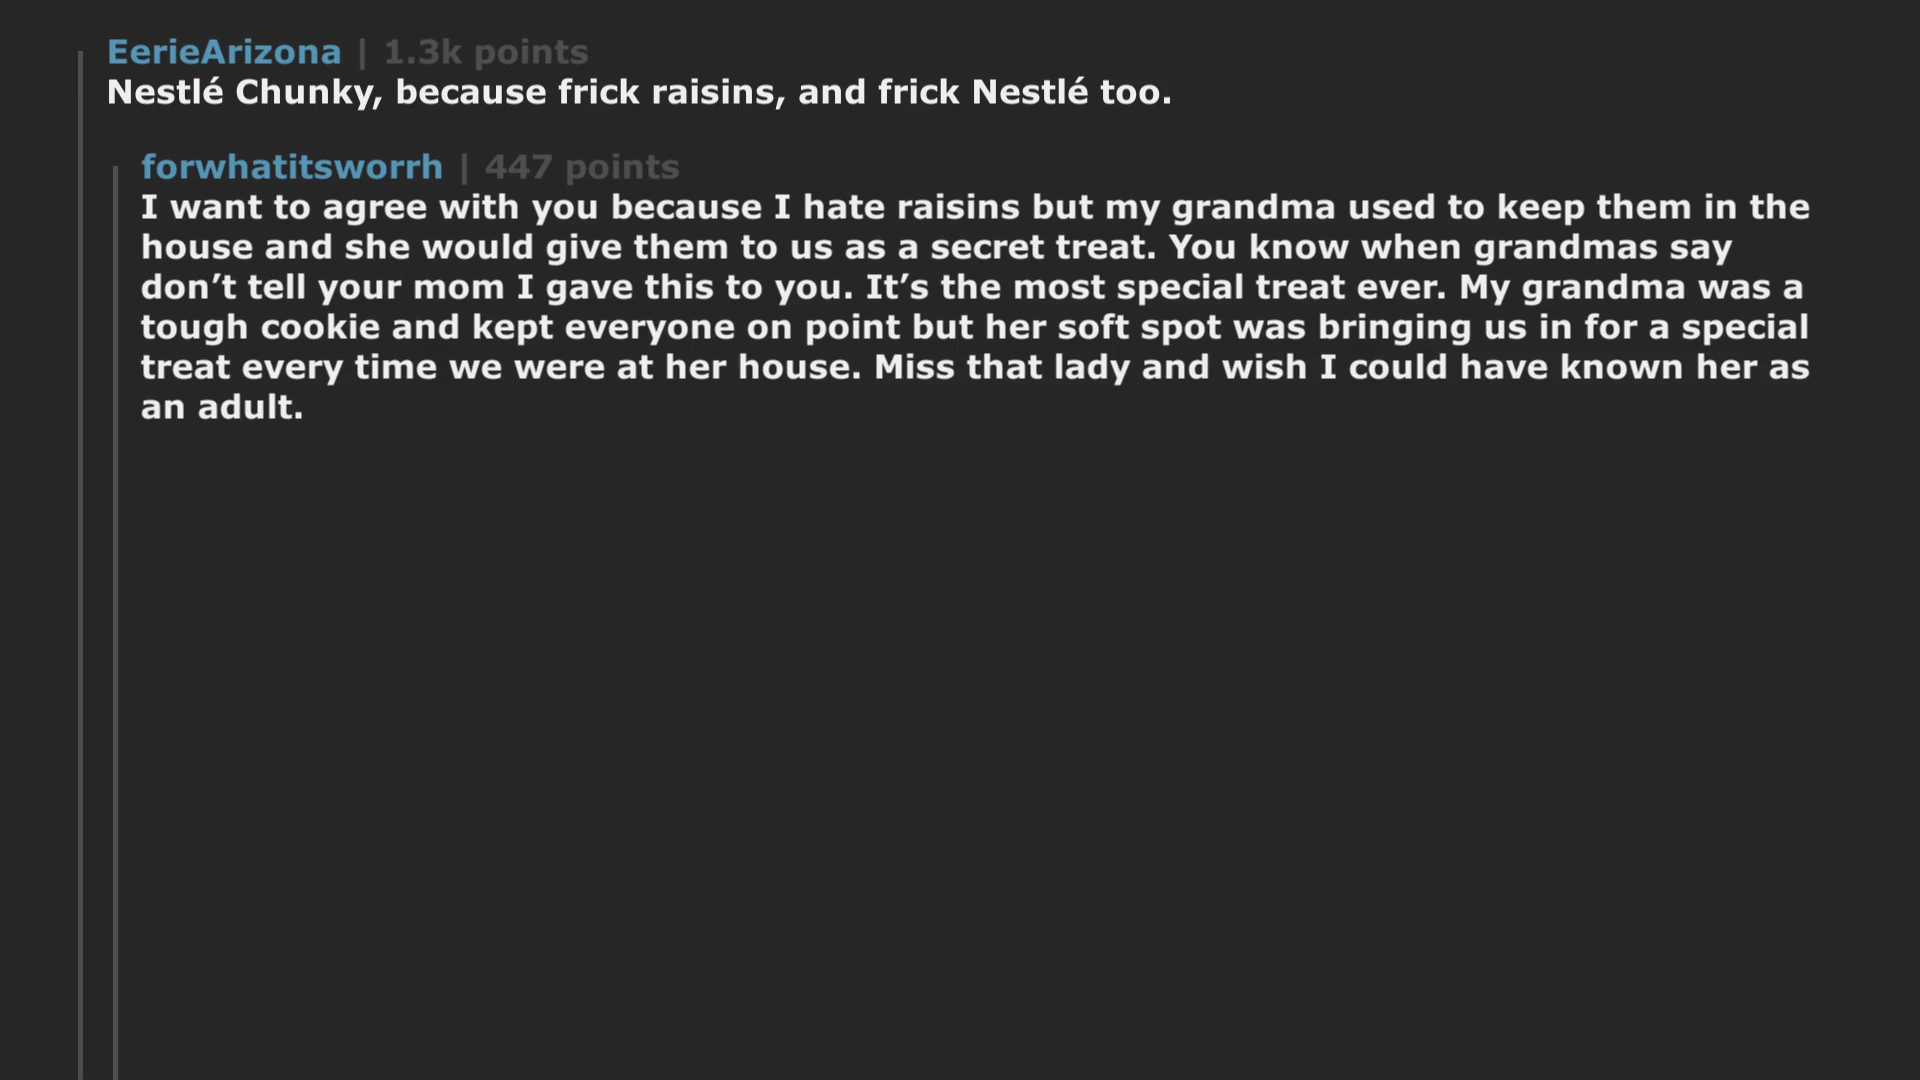 EerieArizona | 1.3k points
Nestlé Chunky, because frick raisins, and frick Nestlé too.
forwhatitsworrh | 447 points
I want to agree with you because I hate raisins but my grandma used to keep them in the
house and she would give them to us as a secret treat. You know when grandmas say
don’t tell your mom I gave this to you. It’s the most special treat ever. My grandma was a
tough cookie and kept everyone on point but her soft spot was bringing us in for a special
treat every time we were at her house. Miss that lady and wish I could have known her as
an adult.